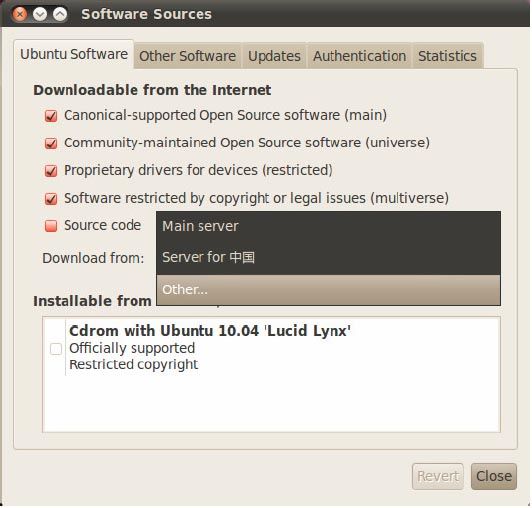 Software Sources
Ubuntu Software Other Software Updates Authentication Statistics
Downloadable from the Internet
Canonical-supported Open Source software (main)
Community-maintained Open Source software (universe)
Proprietary drivers for devices (restricted)
Software restricted by copyright or legal issues (multiverse)
Source code
Main server
Download from:
Server for 中国
Other...
Installable from
Cdrom with Ubuntu 10.04 'Lucid Lynx'
Officially supported
Restricted copyright
Revert Close